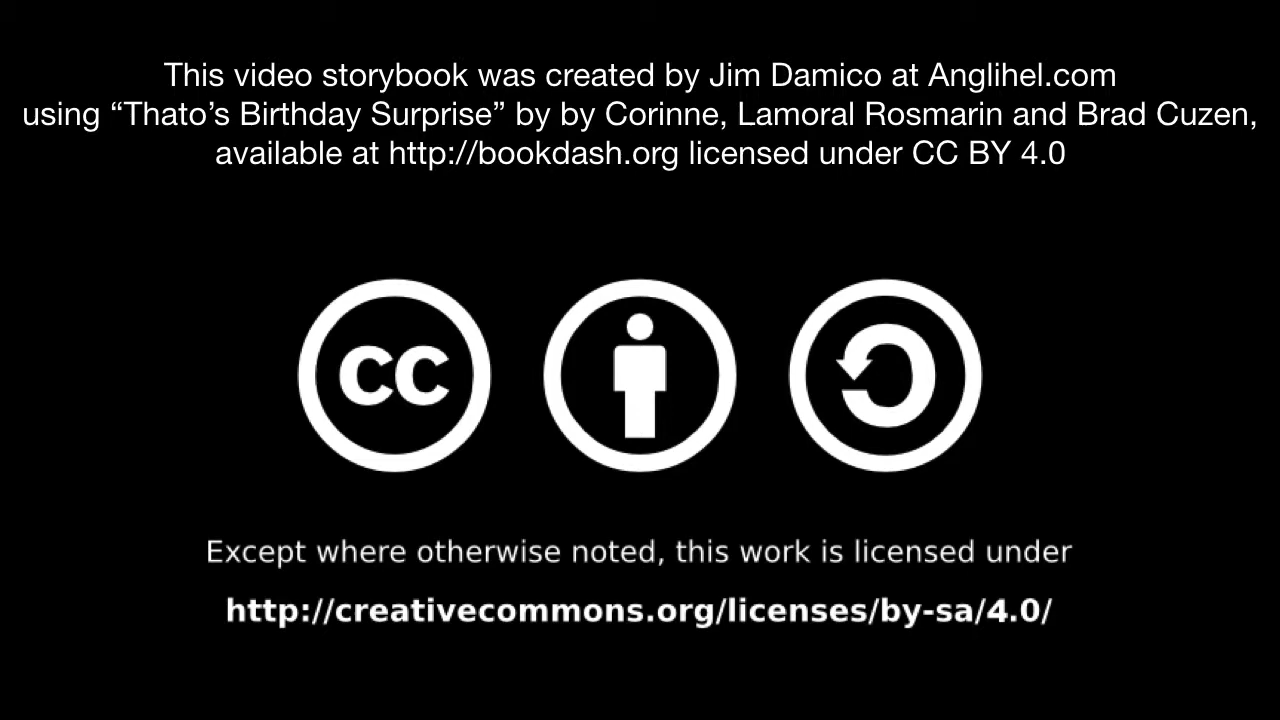 This video storybook was created by Jim Damico at Anglihel.com
using “Thato’s Birthday Surprise” by by Corinne, Lamoral Rosmarin and Brad Cuzen,
available at http://bookdash.org licensed under CC BY 4.0
cc
Except where otherwise noted, this work is licensed under
http://creativecommons.org/licenses/by-sa/4.0/